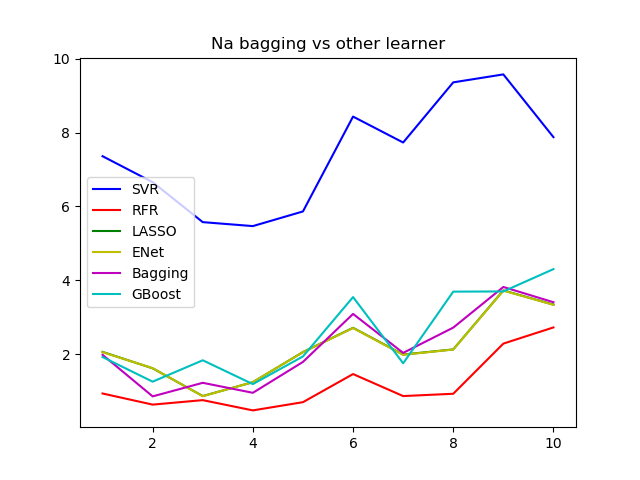 Na bagging vs other learner
10
8
6
4
2
SVR
RFR
LASSO
ENet
Bagging
GBoost
2 4 6 8 10